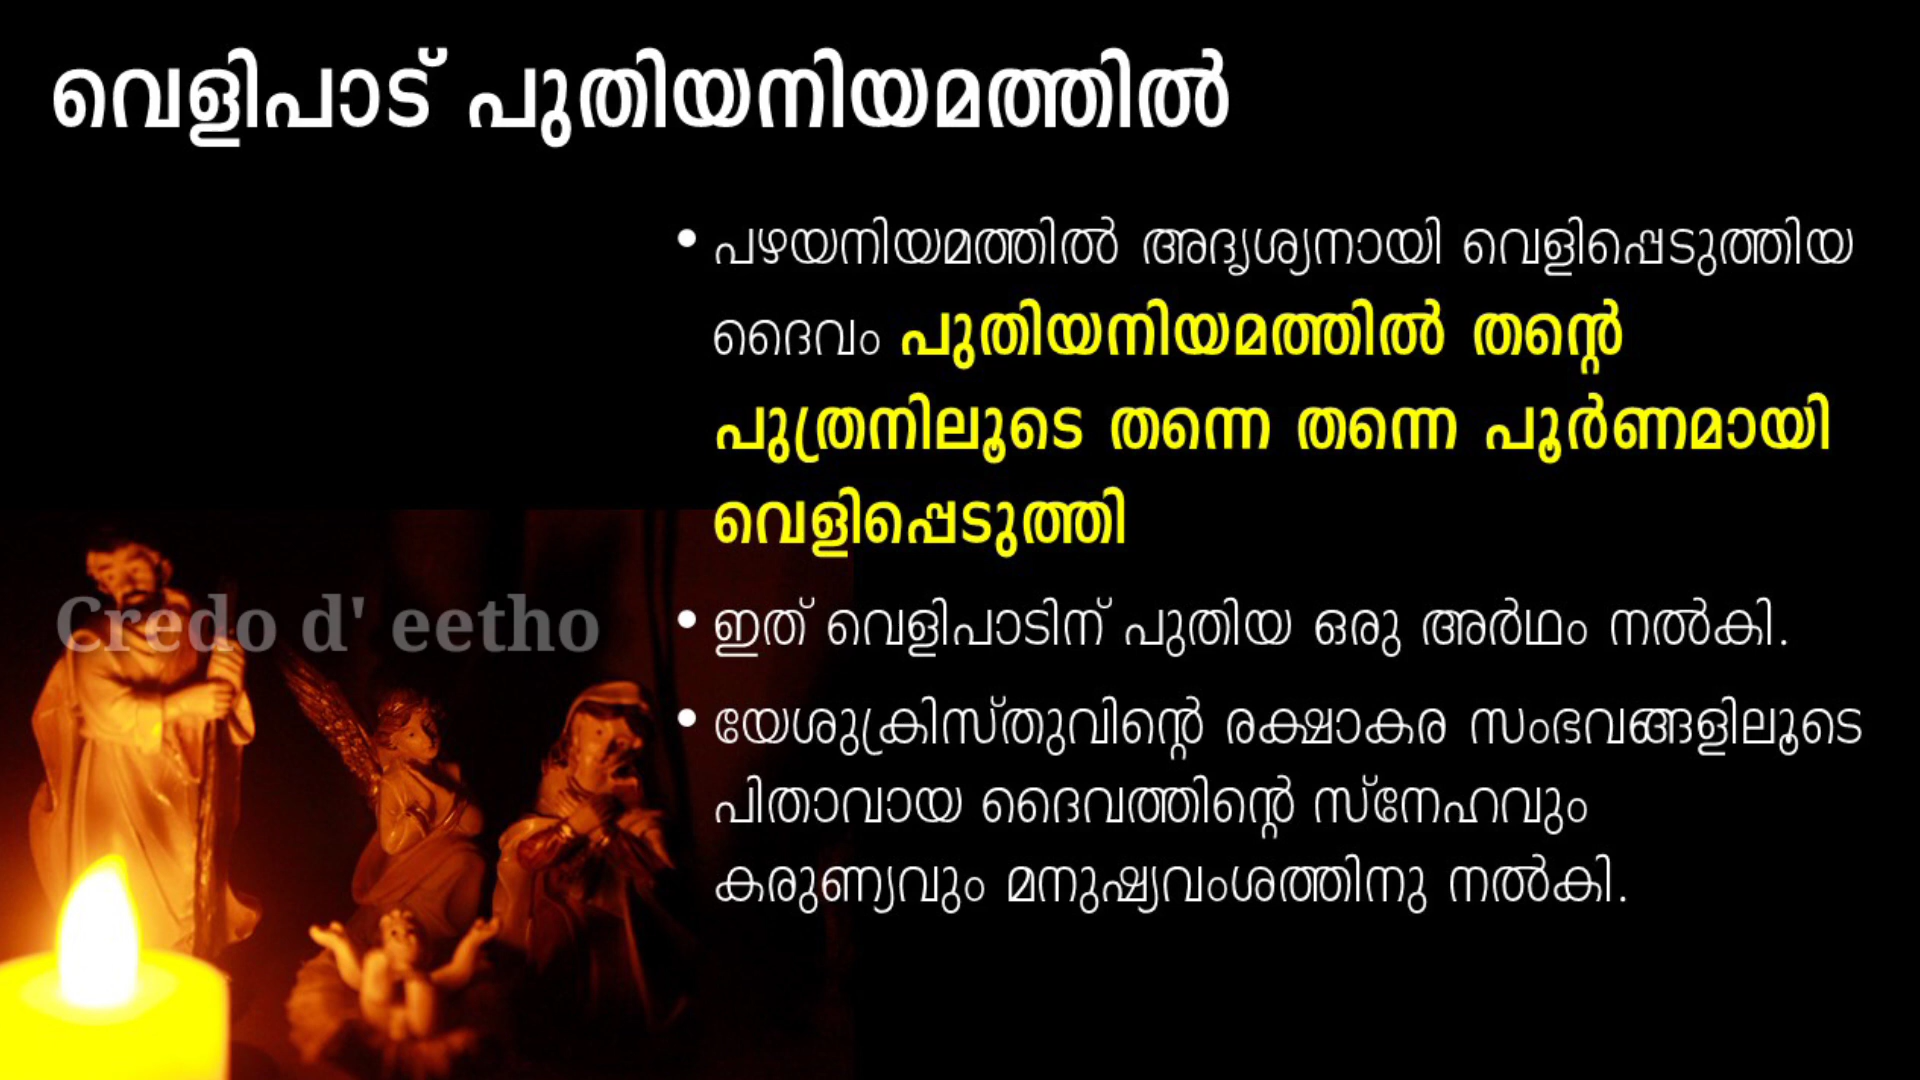 വെളിപാട് പുതിയനിയമത്തിൽ
• പഴയനിയമത്തിൽ അദൃശ്യനായി വെളിപ്പെടുത്തിയ
ദൈവം പുതിയനിയമത്തിൽ തന്റെ
പുത്രനിലൂടെ തന്നെ തന്നെ പൂർണമായി
വെളിപ്പെടുത്തി
Credo d' eetho
• ഇത് വെളിപാടിന് പുതിയ ഒരു അർഥം നൽകി.
• യേശുക്രിസ്തുവിന്റെ രക്ഷാകര സംഭവങ്ങളിലൂടെ
പിതാവായ ദൈവത്തിന്റെ സ്നേഹവും
കരുണ്യവും മനുഷ്യവംശത്തിനു നൽകി.